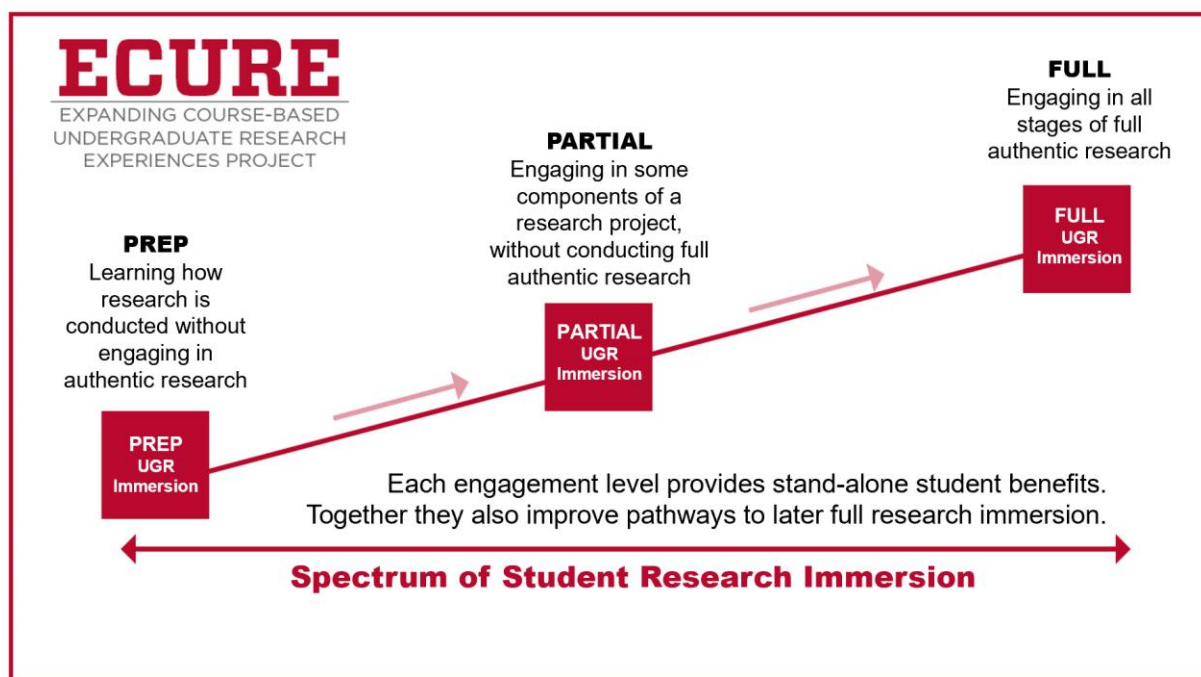 ECURE
EXPANDING COURSE-BASED
UNDERGRADUATE RESEARCH
EXPERIENCES PROJECT
PREP
Learning how
research is
conducted without
engaging in
authentic research
PREP
UGR
Immersion
PARTIAL
Engaging in some
components of a
research project,
without conducting full
authentic research
PARTIAL
UGR
Immersion
FULL
Engaging in all
stages of full
authentic research
FULL
UGR
Immersion
Each engagement level provides stand-alone student benefits.
Together they also improve pathways to later full research immersion.
Spectrum of Student Research Immersion